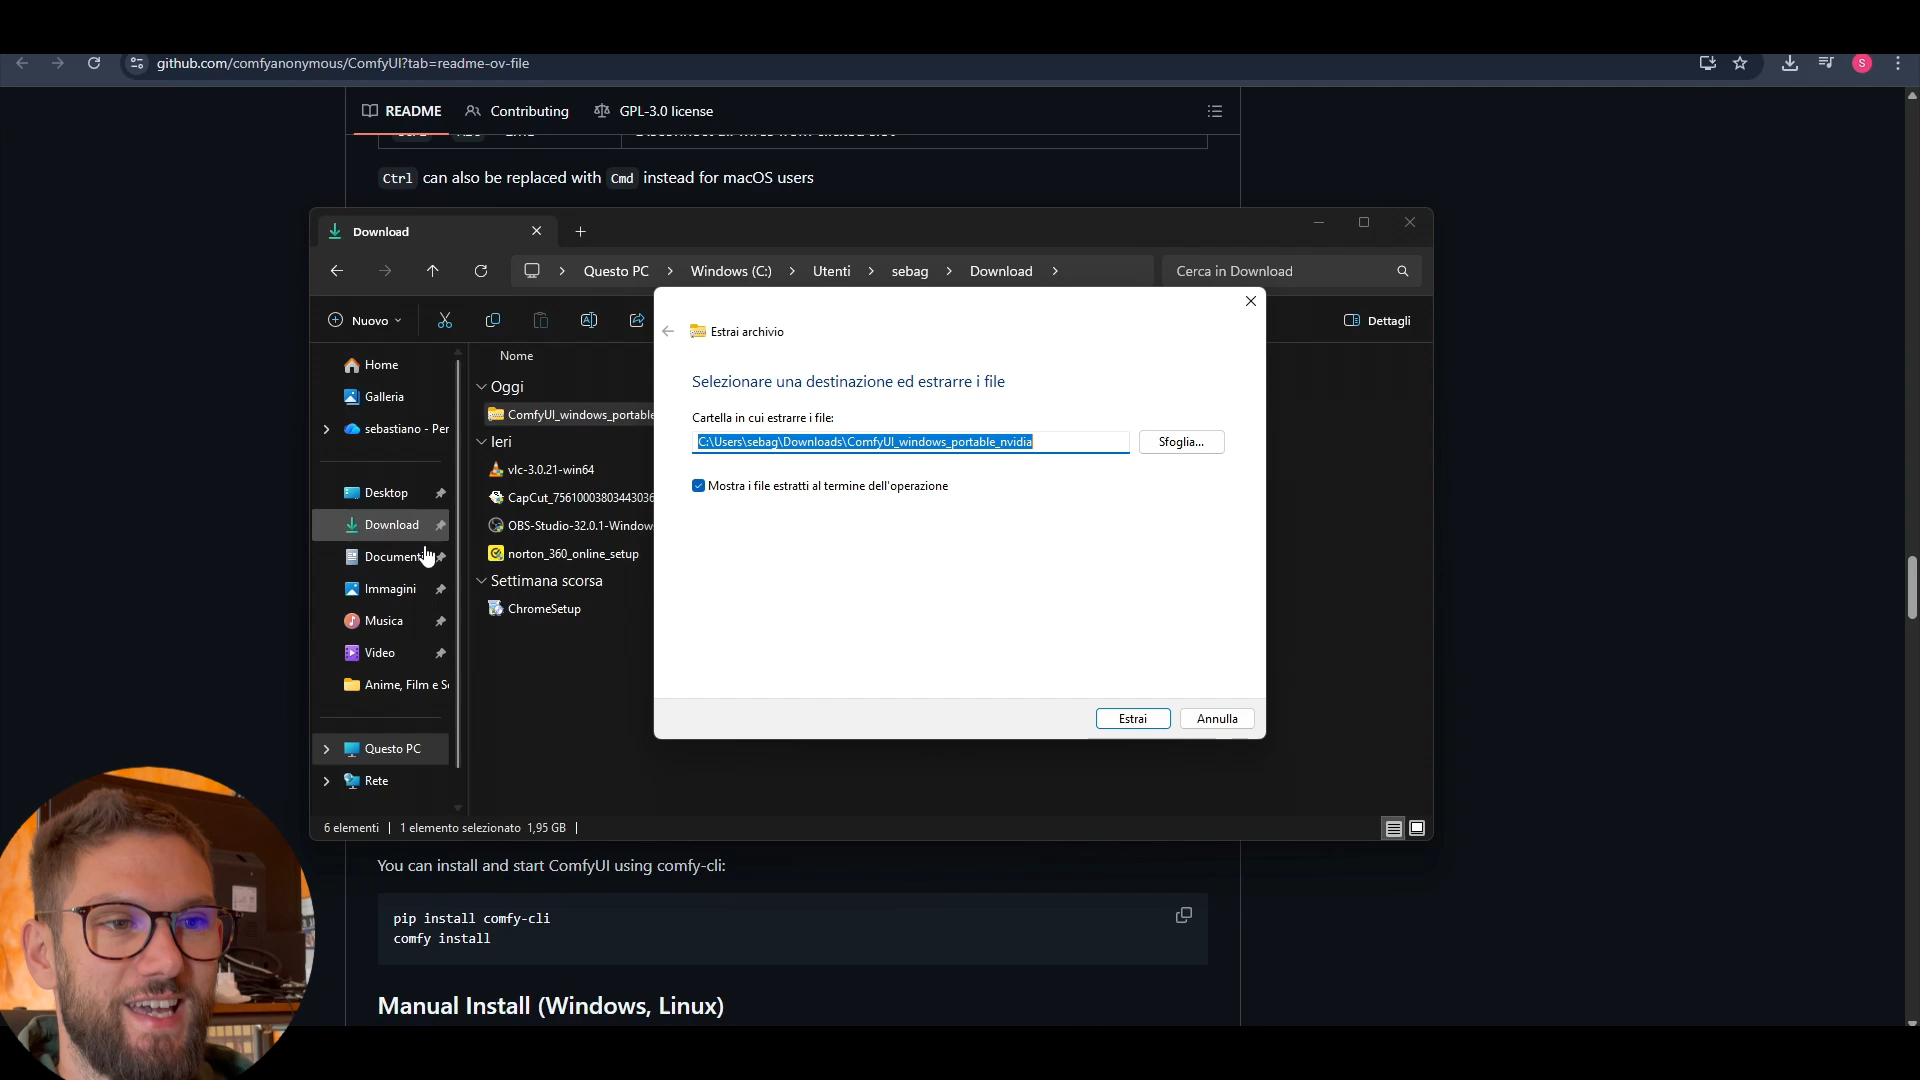 github.com/comfyanonymous/ComfyUI?tab=readme-ov-file
S
README
Contributing
GPL-3.0 license
Ctrl can also be replaced with Cmd instead for macOS users
Download
Questo PC > Windows (C:) > Utenti > sebag > Download >
Cerca in Download
Nuovo
Dettagli
Home
Galleria
sebastiano - Per
Desktop
Download
Documenti
Immagini
Musica
Video
Anime, Film e S
Questo PC
Rete
Nome
Oggi
ComfyUI_windows_portable
Ieri
vlc-3.0.21-win64
CapCut_7561000380344303
OBS-Studio-32.0.1-Window
norton_360_online_setup
Settimana scorsa
ChromeSetup
Estrai archivio
Selezionare una destinazione ed estrarre i file
Cartella in cui estrarre i file:
C:\Users\sebag\Downloads\ComfyUI_windows_portable_nvidia
Sfoglia...
Mostra i file estratti al termine dell'operazione
Estrai
Annulla
6 elementi
1 elemento selezionato 1,95 GB
You can install and start ComfyUI using comfy-cli:
pip install comfy-cli
comfy install
Manual Install (Windows, Linux)